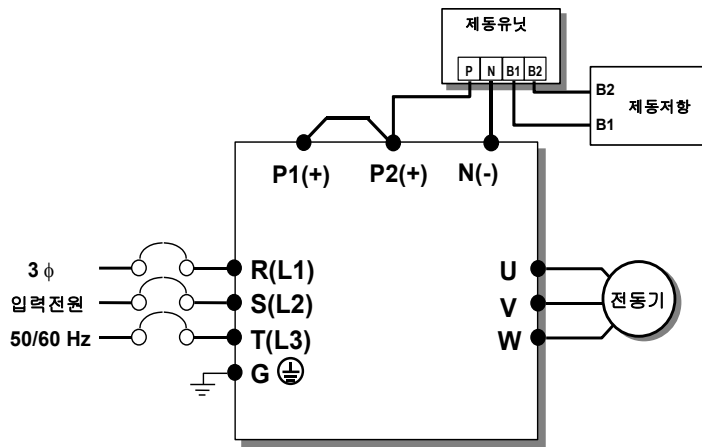 제동유닛
P N B1 B2
B2
제동저항
B1
P1(+) P2(+) N(-)
3 ϕ
R(L1)
U
입력전원
S(L2)
V
전동기
50/60 Hz
T(L3)
W
G